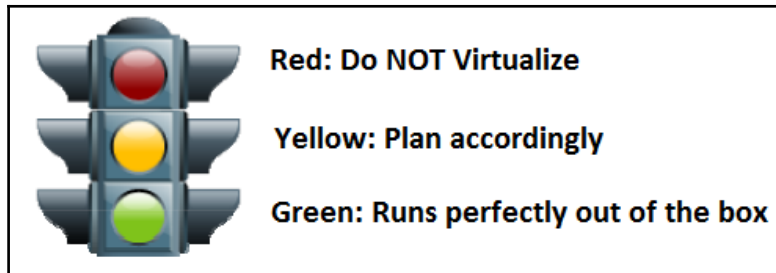 Red: Do NOT Virtualize
Yellow: Plan accordingly
Green: Runs perfectly out of the box